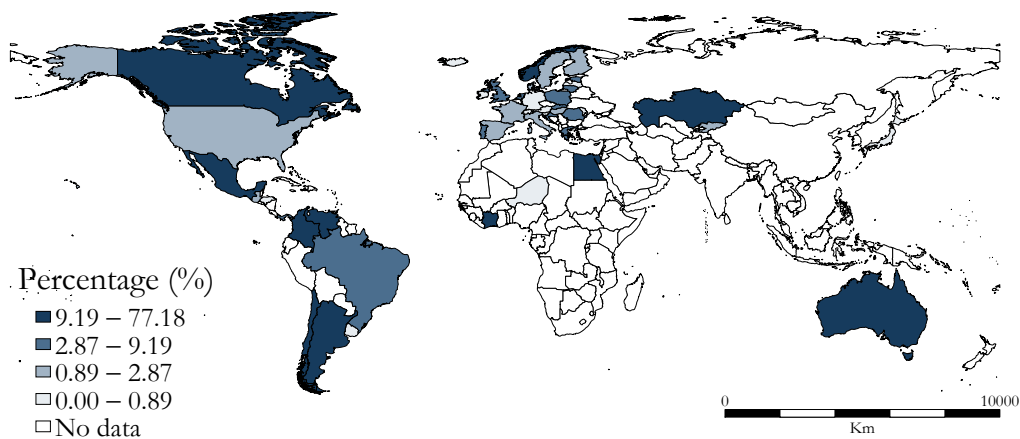 Percentage (%)
9.19 – 77.18
2.87 – 9.19
0.89 – 2.87
0.00 – 0.89
No data
0 10000
Km